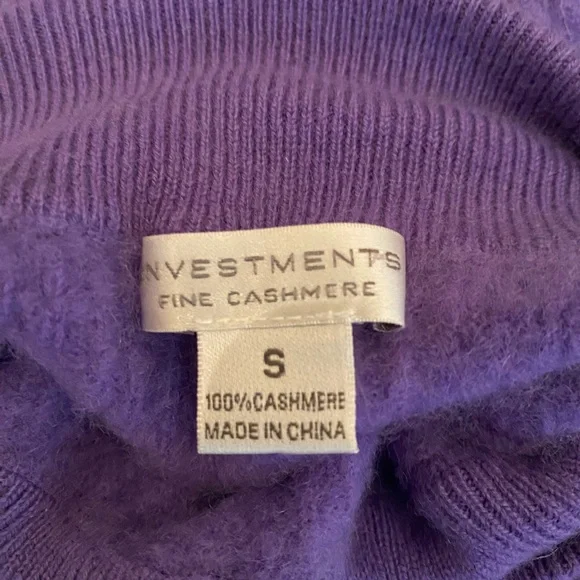 INVESTMENTS
FINE CASHMERE
S
100%CASHMERE
MADE IN CHINA